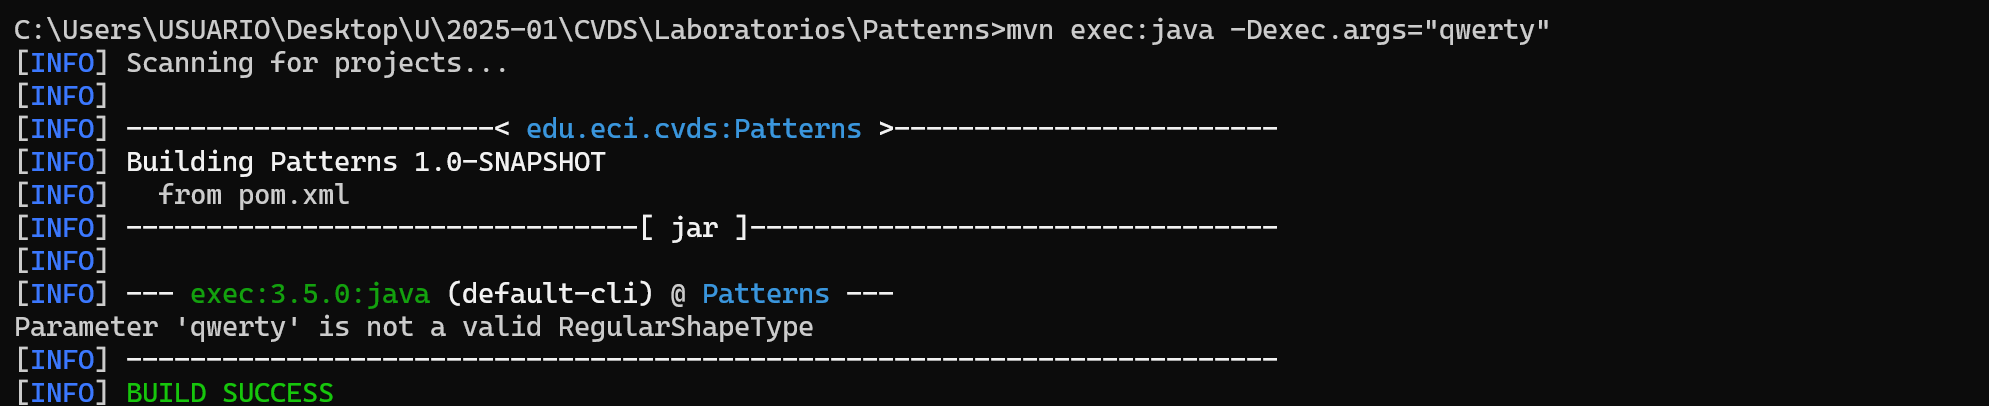 C:\Users\USUARIO\Desktop\U\2025-01\CVDS\Laboratorios\Patterns>mvn exec:java -Dexec.args="qwerty"
[INFO] Scanning for projects...
[INFO]
[INFO] -----------------------< edu.eci.cvds:Patterns >------------------------
[INFO] Building Patterns 1.0-SNAPSHOT
[INFO]   from pom.xml
[INFO] --------------------------------[ jar ]---------------------------------
[INFO]
[INFO] --- exec:3.5.0:java (default-cli) @ Patterns ---
Parameter 'qwerty' is not a valid RegularShapeType
[INFO] ------------------------------------------------------------------------
[INFO] BUILD SUCCESS